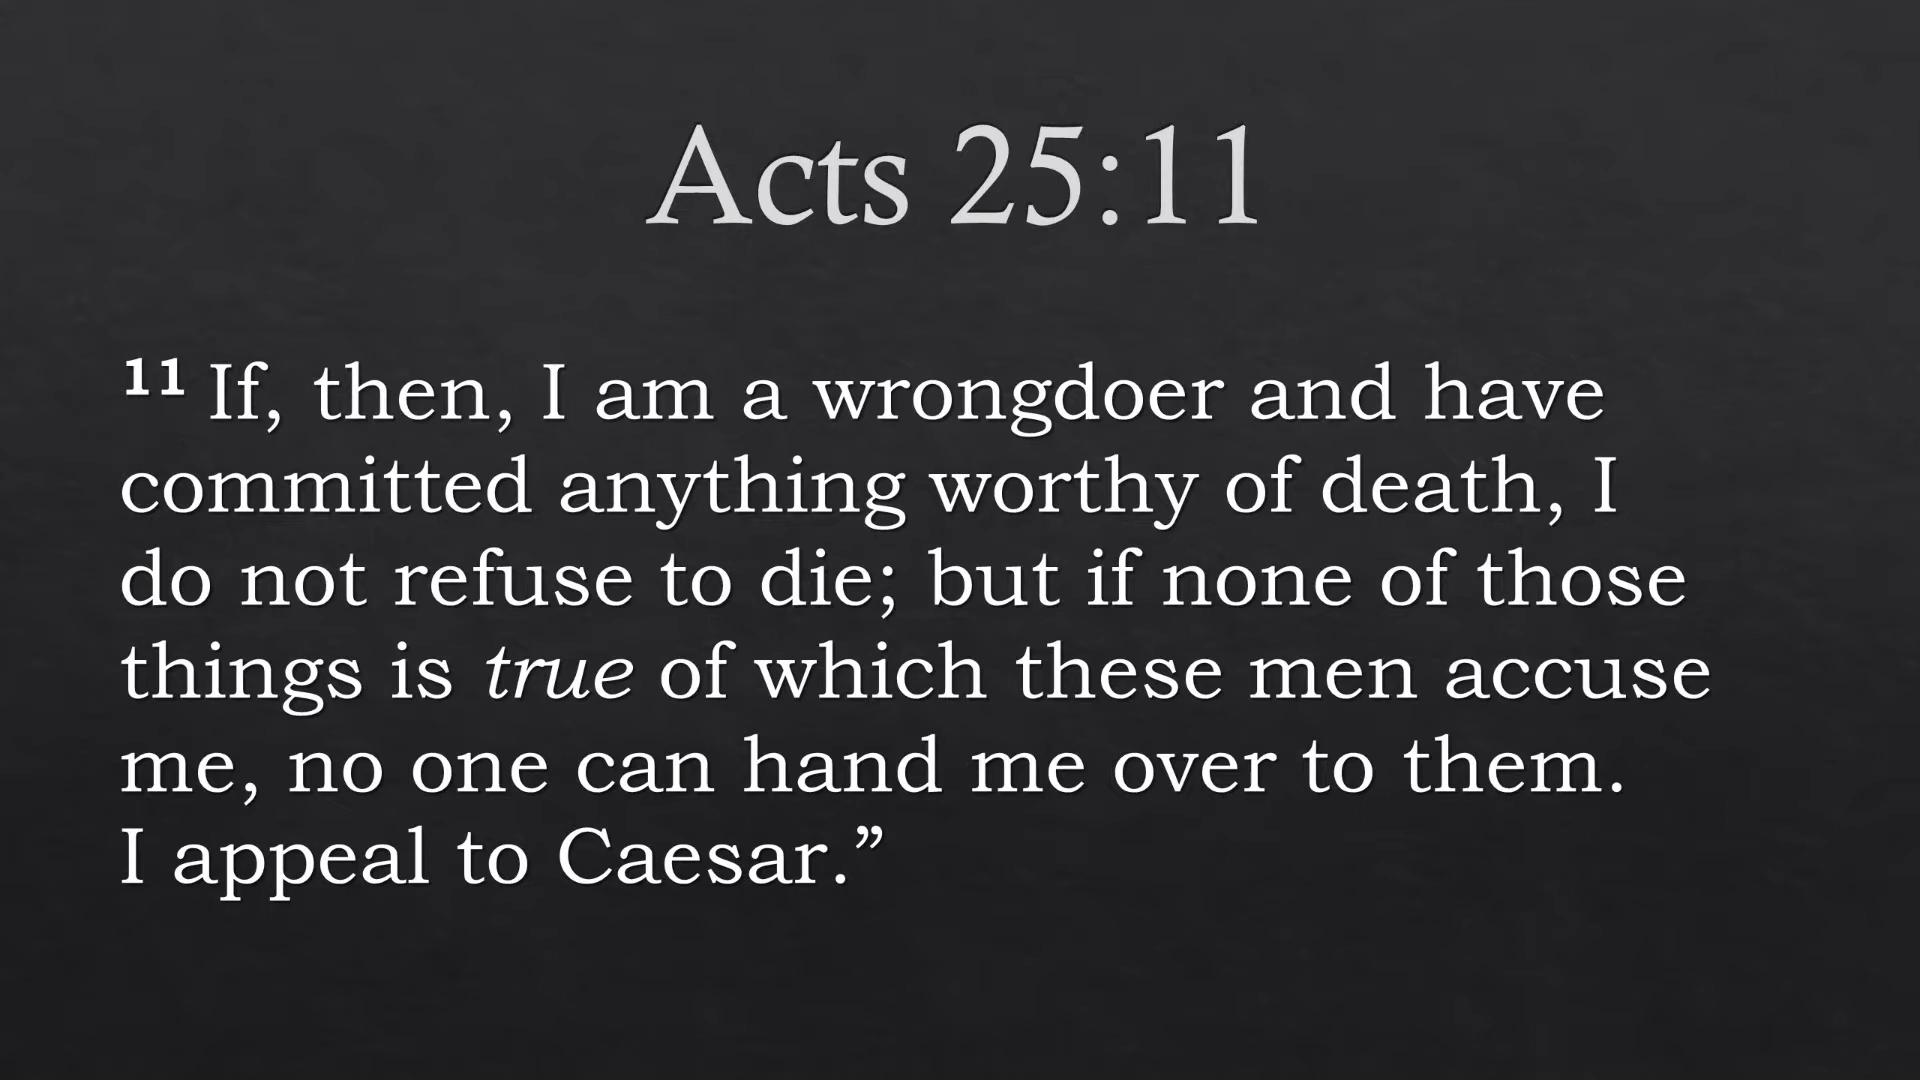 Acts 25:11
11 If, then, I am a wrongdoer and have
committed anything worthy of death, I
do not refuse to die; but if none of those
things is true of which these men accuse
me, no one can hand me over to them.
I appeal to Caesar.”